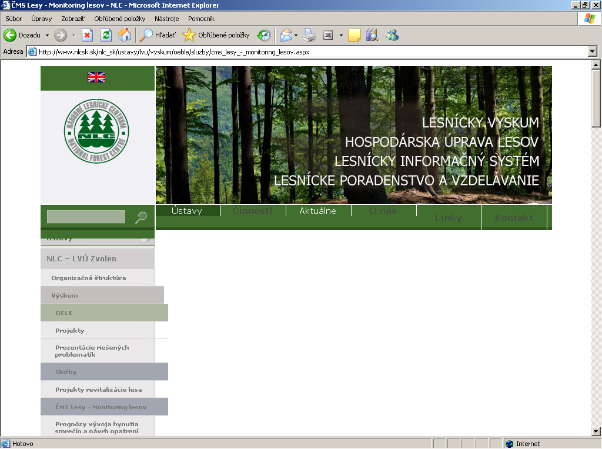 ČMS Lesy - Monitoring lesov - NLC - Microsoft Internet Explorer
Súbor Úpravy Zobraziť Obľúbené položky Nástroje Pomocník
Dozadu Hľadať Obľúbené položky
Adresa http://www.nlcsk.sk/nlc_sk/ustavy/lvu/vyskum/oeble/sluzby/cms_lesy_-_monitoring_lesov.aspx
NÁRODNÉ LESNÍCKE CENTRUM
NLC
NATIONAL FOREST CENTRE
LESNÍCKY VÝSKUM
HOSPODÁRSKA ÚPRAVA LESOV
LESNÍCKY INFORMAČNÝ SYSTÉM
LESNÍCKE PORADENSTVO A VZDELÁVANIE
Ústavy Činnosti Aktuálne O nás Linky Kontakt
Ústavy
NLC - LVÚ Zvolen
Organizačná štruktúra
Výskum
Projekty
Prezentácie riešených
problematík
Služby
Projekty revitalizácie lesa
ČMS Lesy - Monitoring lesov
Prognózy vývoja hynutia
smrečín a návrh opatrení
Hotovo Internet